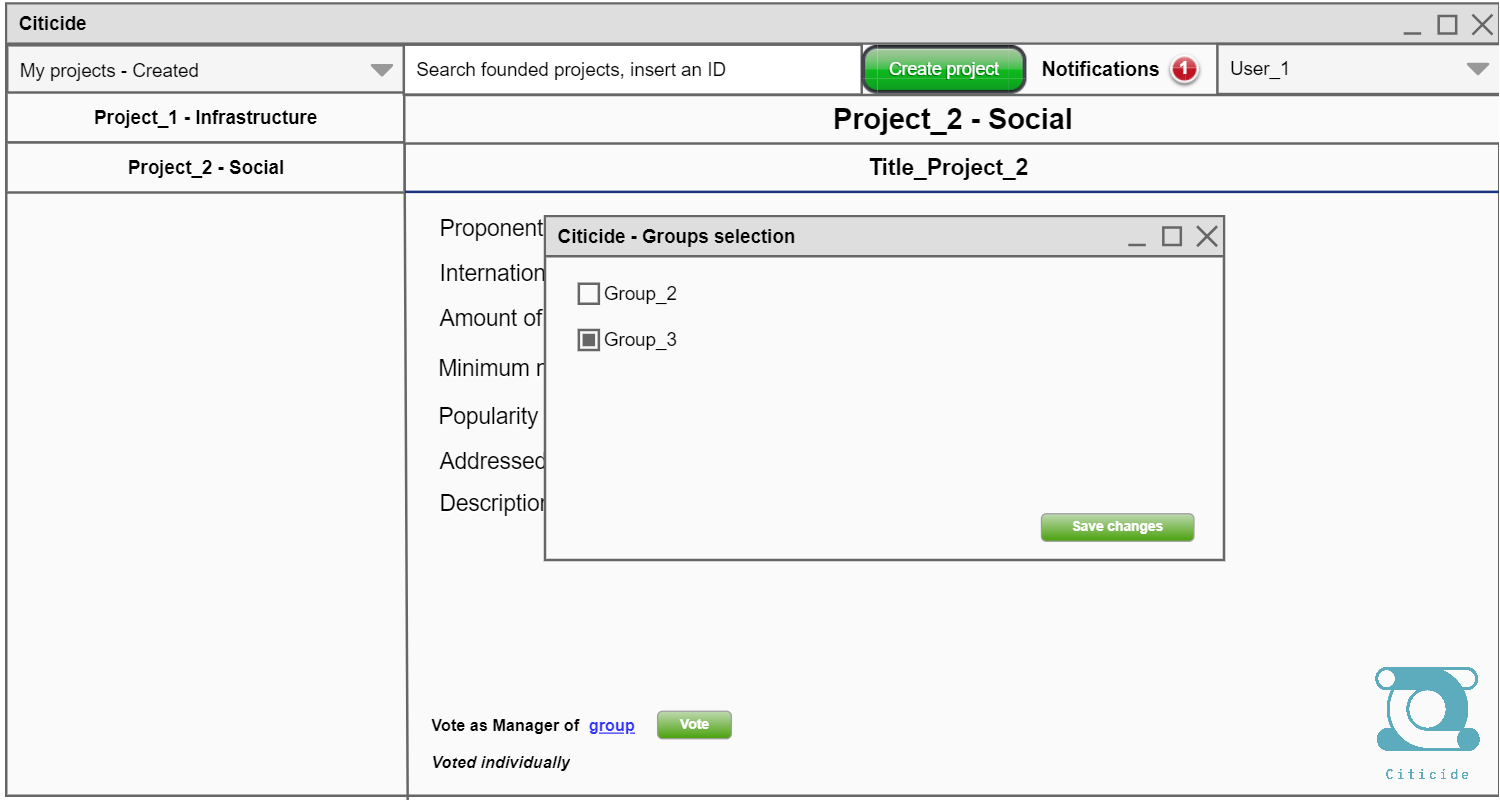 Citicide
My projects - Created
Search founded projects, insert an ID
Create project
Notifications 1
User_1
Project_1 - Infrastructure
Project_2 - Social
Project_2 - Social
Title_Project_2
Proponent
Internation
Amount of
Minimum
Popularity
Addressed
Description
Citicide - Groups selection
Group_2
Group_3
Save changes
Vote as Manager of group
Vote
Voted individually
Citicide